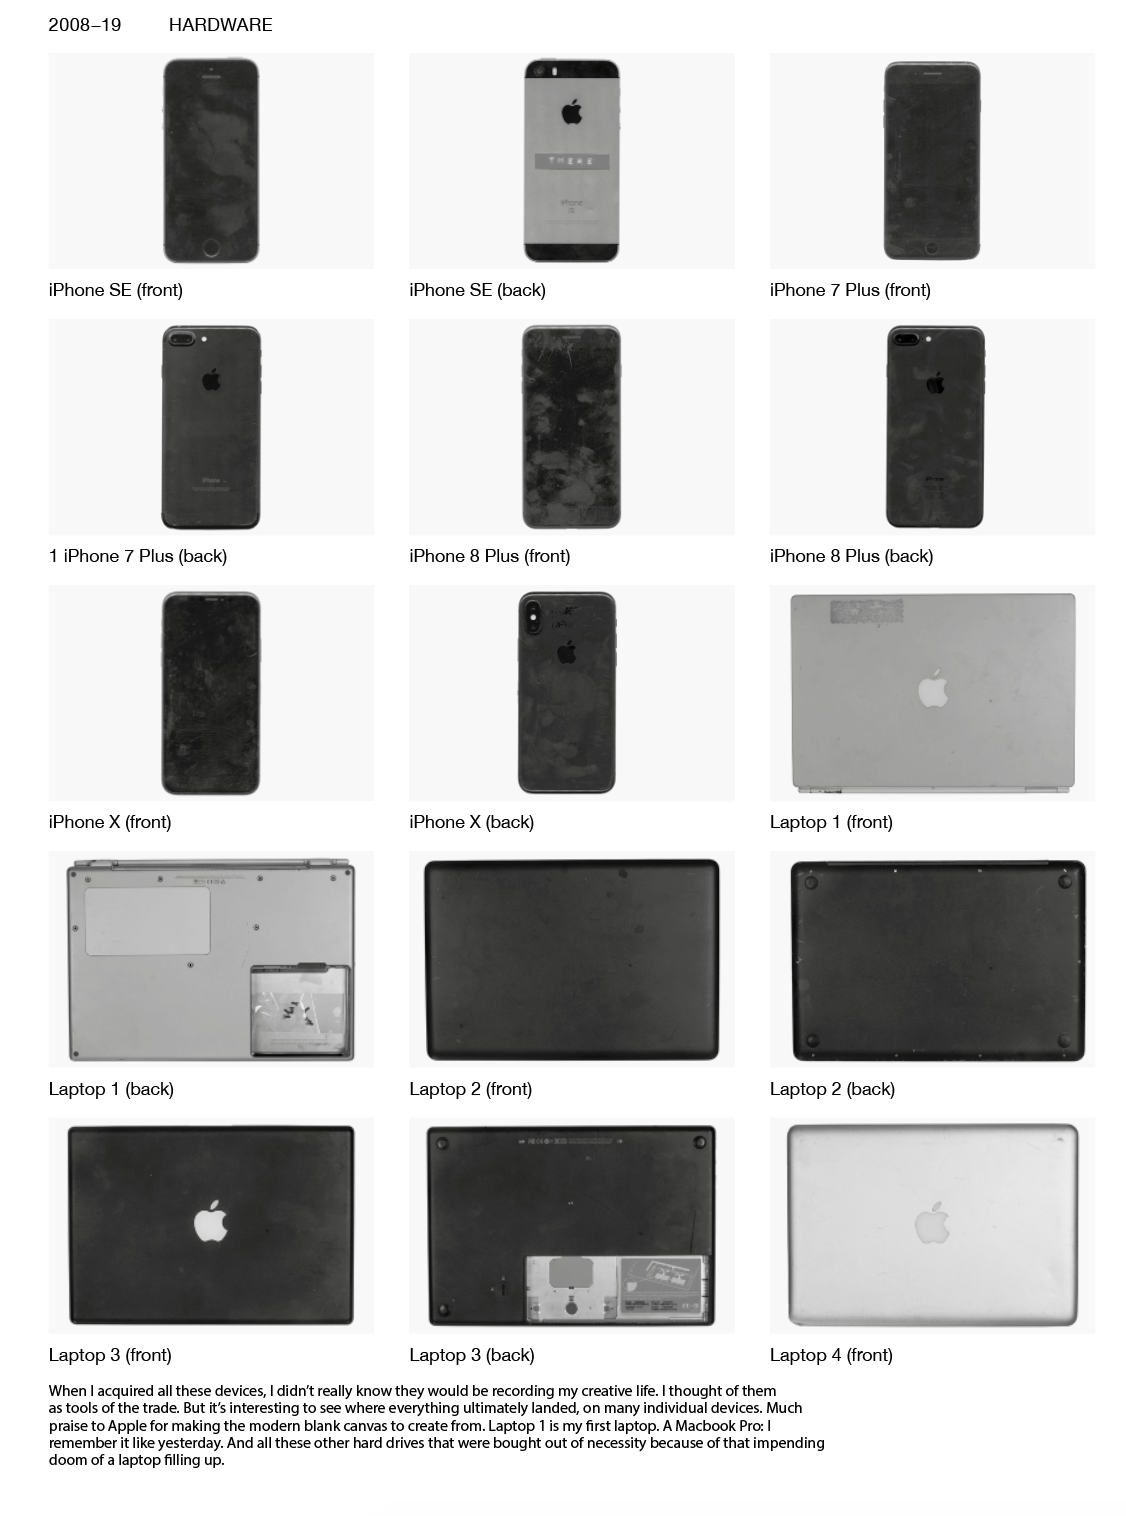 2008–19 HARDWARE
THERE
iPhone
iPhone SE (front)
iPhone SE (back)
iPhone 7 Plus (front)
iPhone
iPhone
1 iPhone 7 Plus (back)
iPhone 8 Plus (front)
iPhone 8 Plus (back)
iPhone X (front)
iPhone X (back)
Laptop 1 (front)
Laptop 1 (back)
Laptop 2 (front)
Laptop 2 (back)
Laptop 3 (front)
Laptop 3 (back)
Laptop 4 (front)
When I acquired all these devices, I didn’t really know they would be recording my creative life. I thought of them
as tools of the trade. But it’s interesting to see where everything ultimately landed, on many individual devices. Much
praise to Apple for making the modern blank canvas to create from. Laptop 1 is my first laptop. A Macbook Pro: I
remember it like yesterday. And all these other hard drives that were bought out of necessity because of that impending
doom of a laptop filling up.